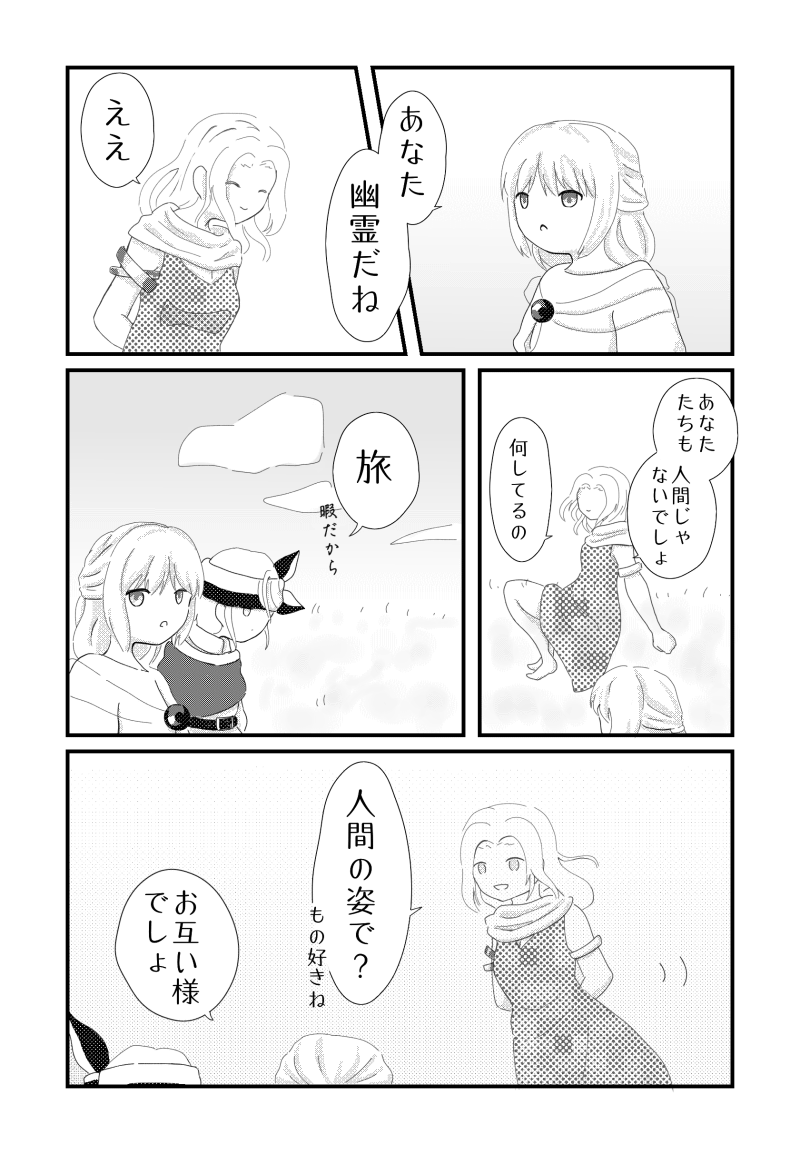 あなた
幽霊だね
ええ
あなた
たちも
人間じゃ
ないでしょ
何してるの
旅
暇だから
人間の姿で？
もの好きね
お互い様
でしょ